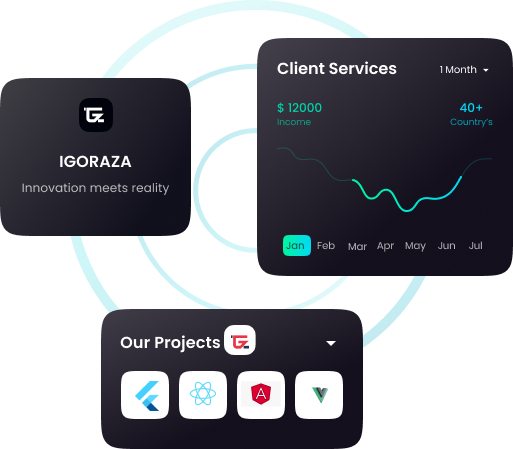 IGORAZA
Innovation meets reality
Client Services
1 Month
$ 12000
Income
40+
Country's
Jan Feb Mar Apr May Jun Jul
Our Projects